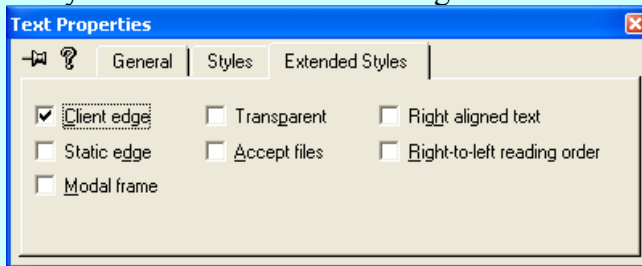 Text Properties
General Styles Extended Styles
Client edge Transparent Right aligned text
Static edge Accept files Right-to-left reading order
Modal frame